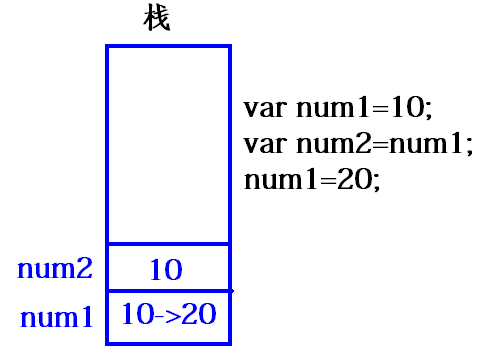 栈
var num1=10;
var num2=num1;
num1=20;
num2 10
num1 10->20